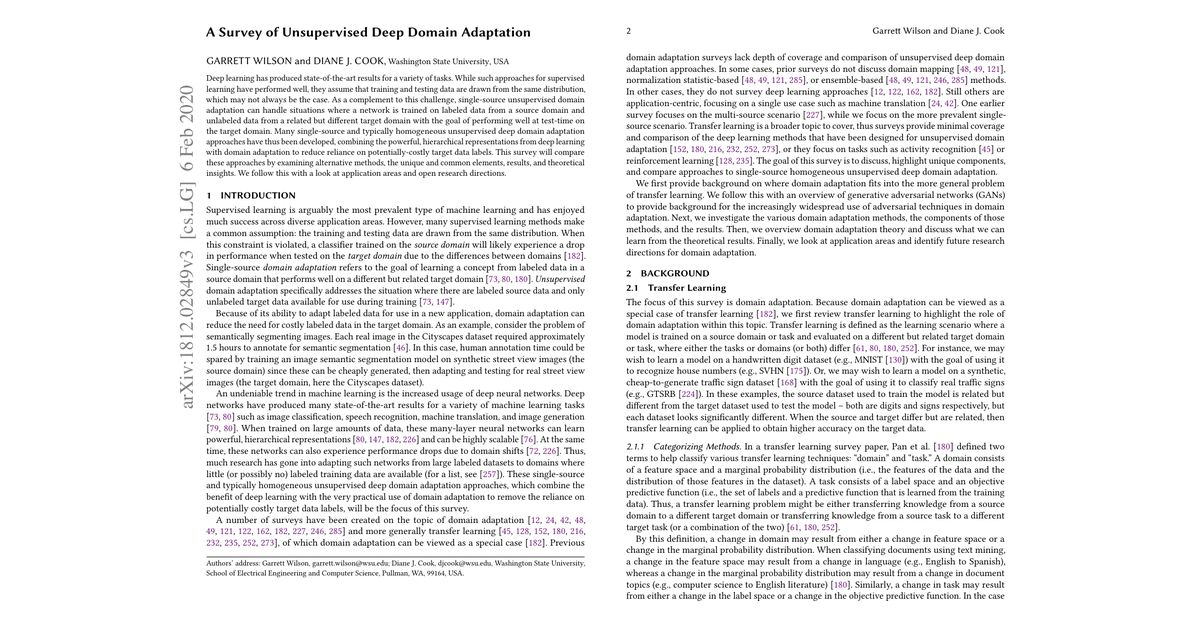 A Survey of Unsupervised Deep Domain Adaptation
GARRETT WILSON and DIANE J. COOK, Washington State University, USA
Deep learning has produced state-of-the-art results for a variety of tasks. While such approaches for supervised
learning have performed well, they assume that training and testing data are drawn from the same distribution,
which may not always be the case. As a complement to this challenge, single-source unsupervised domain
adaptation can handle situations where a network is trained on labeled data from a source domain and
unlabeled data from a related but different target domain with the goal of performing well at test-time on
the target domain. Many single-source and typically homogeneous unsupervised deep domain adaptation
approaches have thus been developed, combining the powerful, hierarchical representations from deep learning
with domain adaptation to reduce reliance on potentially-costly target data labels. This survey will compare
these approaches by examining alternative methods, the unique and common elements, results, and theoretical
insights. We follow this with a look at application areas and open research directions.
1 INTRODUCTION
Supervised learning is arguably the most prevalent type of machine learning and has enjoyed
much success across diverse application areas. However, many supervised learning methods make
a common assumption: the training and testing data are drawn from the same distribution. When
this constraint is violated, a classifier trained on the source domain will likely experience a drop
in performance when tested on the target domain due to the differences between domains [182].
Single-source domain adaptation refers to the goal of learning a concept from labeled data in a
source domain that performs well on a different but related target domain [73, 80, 180]. Unsupervised
domain adaptation specifically addresses the situation where there are labeled source data and only
unlabeled target data available for use during training [73, 147].
Because of its ability to adapt labeled data for use in a new application, domain adaptation can
reduce the need for costly labeled data in the target domain. As an example, consider the problem of
semantically segmenting images. Each real image in the Cityscapes dataset required approximately
1.5 hours to annotate for semantic segmentation [46]. In this case, human annotation time could be
spared by training an image semantic segmentation model on synthetic street view images (the
source domain) since these can be cheaply generated, then adapting and testing for real street view
images (the target domain, here the Cityscapes dataset).
An undeniable trend in machine learning is the increased usage of deep neural networks. Deep
networks have produced many state-of-the-art results for a variety of machine learning tasks
[73, 80] such as image classification, speech recognition, machine translation, and image generation
[79, 80]. When trained on large amounts of data, these many-layer neural networks can learn
powerful, hierarchical representations [80, 147, 182, 226] and can be highly scalable [76]. At the same
time, these networks can also experience performance drops due to domain shifts [72, 226]. Thus,
much research has gone into adapting such networks from large labeled datasets to domains where
little (or possibly no) labeled training data are available (for a list, see [257]). These single-source
and typically homogeneous unsupervised deep domain adaptation approaches, which combine the
benefit of deep learning with the very practical use of domain adaptation to remove the reliance on
potentially costly target data labels, will be the focus of this survey.
A number of surveys have been created on the topic of domain adaptation [12, 24, 42, 48,
49, 121, 122, 162, 182, 227, 246, 285] and more generally transfer learning [45, 128, 152, 180, 216,
232, 235, 252, 273], of which domain adaptation can be viewed as a special case [182]. Previous
Authors' address: Garrett Wilson, garrett.wilson@wsu.edu; Diane J. Cook, djcook@wsu.edu, Washington State University,
School of Electrical Engineering and Computer Science, Pullman, WA, 99164, USA.
arXiv:1812.02849v3 [cs.LG] 6 Feb 2020
2 Garrett Wilson and Diane J. Cook
domain adaptation surveys lack depth of coverage and comparison of unsupervised deep domain
adaptation approaches. In some cases, prior surveys do not discuss domain mapping [48, 49, 121],
normalization statistic-based [48, 49, 121, 285], or ensemble-based [48, 49, 121, 246, 285] methods.
In other cases, they do not survey deep learning approaches [12, 122, 162, 182]. Still others are
application-centric, focusing on a single use case such as machine translation [24, 42]. One earlier
survey focuses on the multi-source scenario [227], while we focus on the more prevalent single-
source scenario. Transfer learning is a broader topic to cover, thus surveys provide minimal coverage
and comparison of the deep learning methods that have been designed for unsupervised domain
adaptation [152, 180, 216, 232, 252, 273], or they focus on tasks such as activity recognition [45] or
reinforcement learning [128, 235]. The goal of this survey is to discuss, highlight unique components,
and compare approaches to single-source homogeneous unsupervised deep domain adaptation.
We first provide background on where domain adaptation fits into the more general problem
of transfer learning. We follow this with an overview of generative adversarial networks (GANs)
to provide background for the increasingly widespread use of adversarial techniques in domain
adaptation. Next, we investigate the various domain adaptation methods, the components of those
methods, and the results. Then, we overview domain adaptation theory and discuss what we can
learn from the theoretical results. Finally, we look at application areas and identify future research
directions for domain adaptation.
2 BACKGROUND
2.1 Transfer Learning
The focus of this survey is domain adaptation. Because domain adaptation can be viewed as a
special case of transfer learning [182], we first review transfer learning to highlight the role of
domain adaptation within this topic. Transfer learning is defined as the learning scenario where a
model is trained on a source domain or task and evaluated on a different but related target domain
or task, where either the tasks or domains (or both) differ [61, 80, 180, 252]. For instance, we may
wish to learn a model on a handwritten digit dataset (e.g., MNIST [130]) with the goal of using it
to recognize house numbers (e.g., SVHN [175]). Or, we may wish to learn a model on a synthetic,
cheap-to-generate traffic sign dataset [168] with the goal of using it to classify real traffic signs
(e.g., GTSRB [224]). In these examples, the source dataset used to train the model is related but
different from the target dataset used to test the model – both are digits and signs respectively, but
each dataset looks significantly different. When the source and target differ but are related, then
transfer learning can be applied to obtain higher accuracy on the target data.
2.1.1 Categorizing Methods. In a transfer learning survey paper, Pan et al. [180] defined two
terms to help classify various transfer learning techniques: "domain" and "task." A domain consists
of a feature space and a marginal probability distribution (i.e., the features of the data and the
distribution of those features in the dataset). A task consists of a label space and an objective
predictive function (i.e., the set of labels and a predictive function that is learned from the training
data). Thus, a transfer learning problem might be either transferring knowledge from a source
domain to a different target domain or transferring knowledge from a source task to a different
target task (or a combination of the two) [61, 180, 252].
By this definition, a change in domain may result from either a change in feature space or a
change in the marginal probability distribution. When classifying documents using text mining,
a change in the feature space may result from a change in language (e.g., English to Spanish),
whereas a change in the marginal probability distribution may result from a change in document
topics (e.g., computer science to English literature) [180]. Similarly, a change in task may result
from either a change in the label space or a change in the objective predictive function. In the case